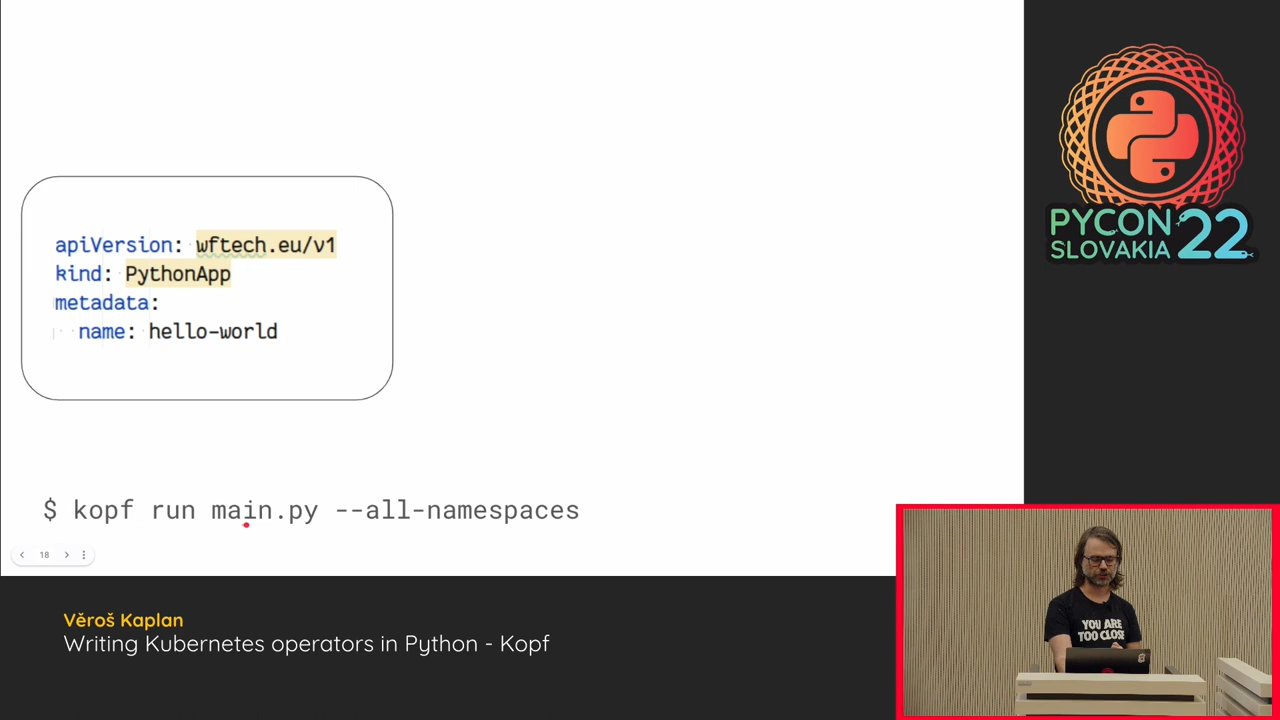 apiVersion: wftech.eu/v1
kind: PythonApp
metadata:
name: hello-world
$ kopf run main.py --all-namespaces
18
PYCON
SLOVAKIA 22
Věroš Kaplan
Writing Kubernetes operators in Python - Kopf
YOU ARE
TOO CLOSE